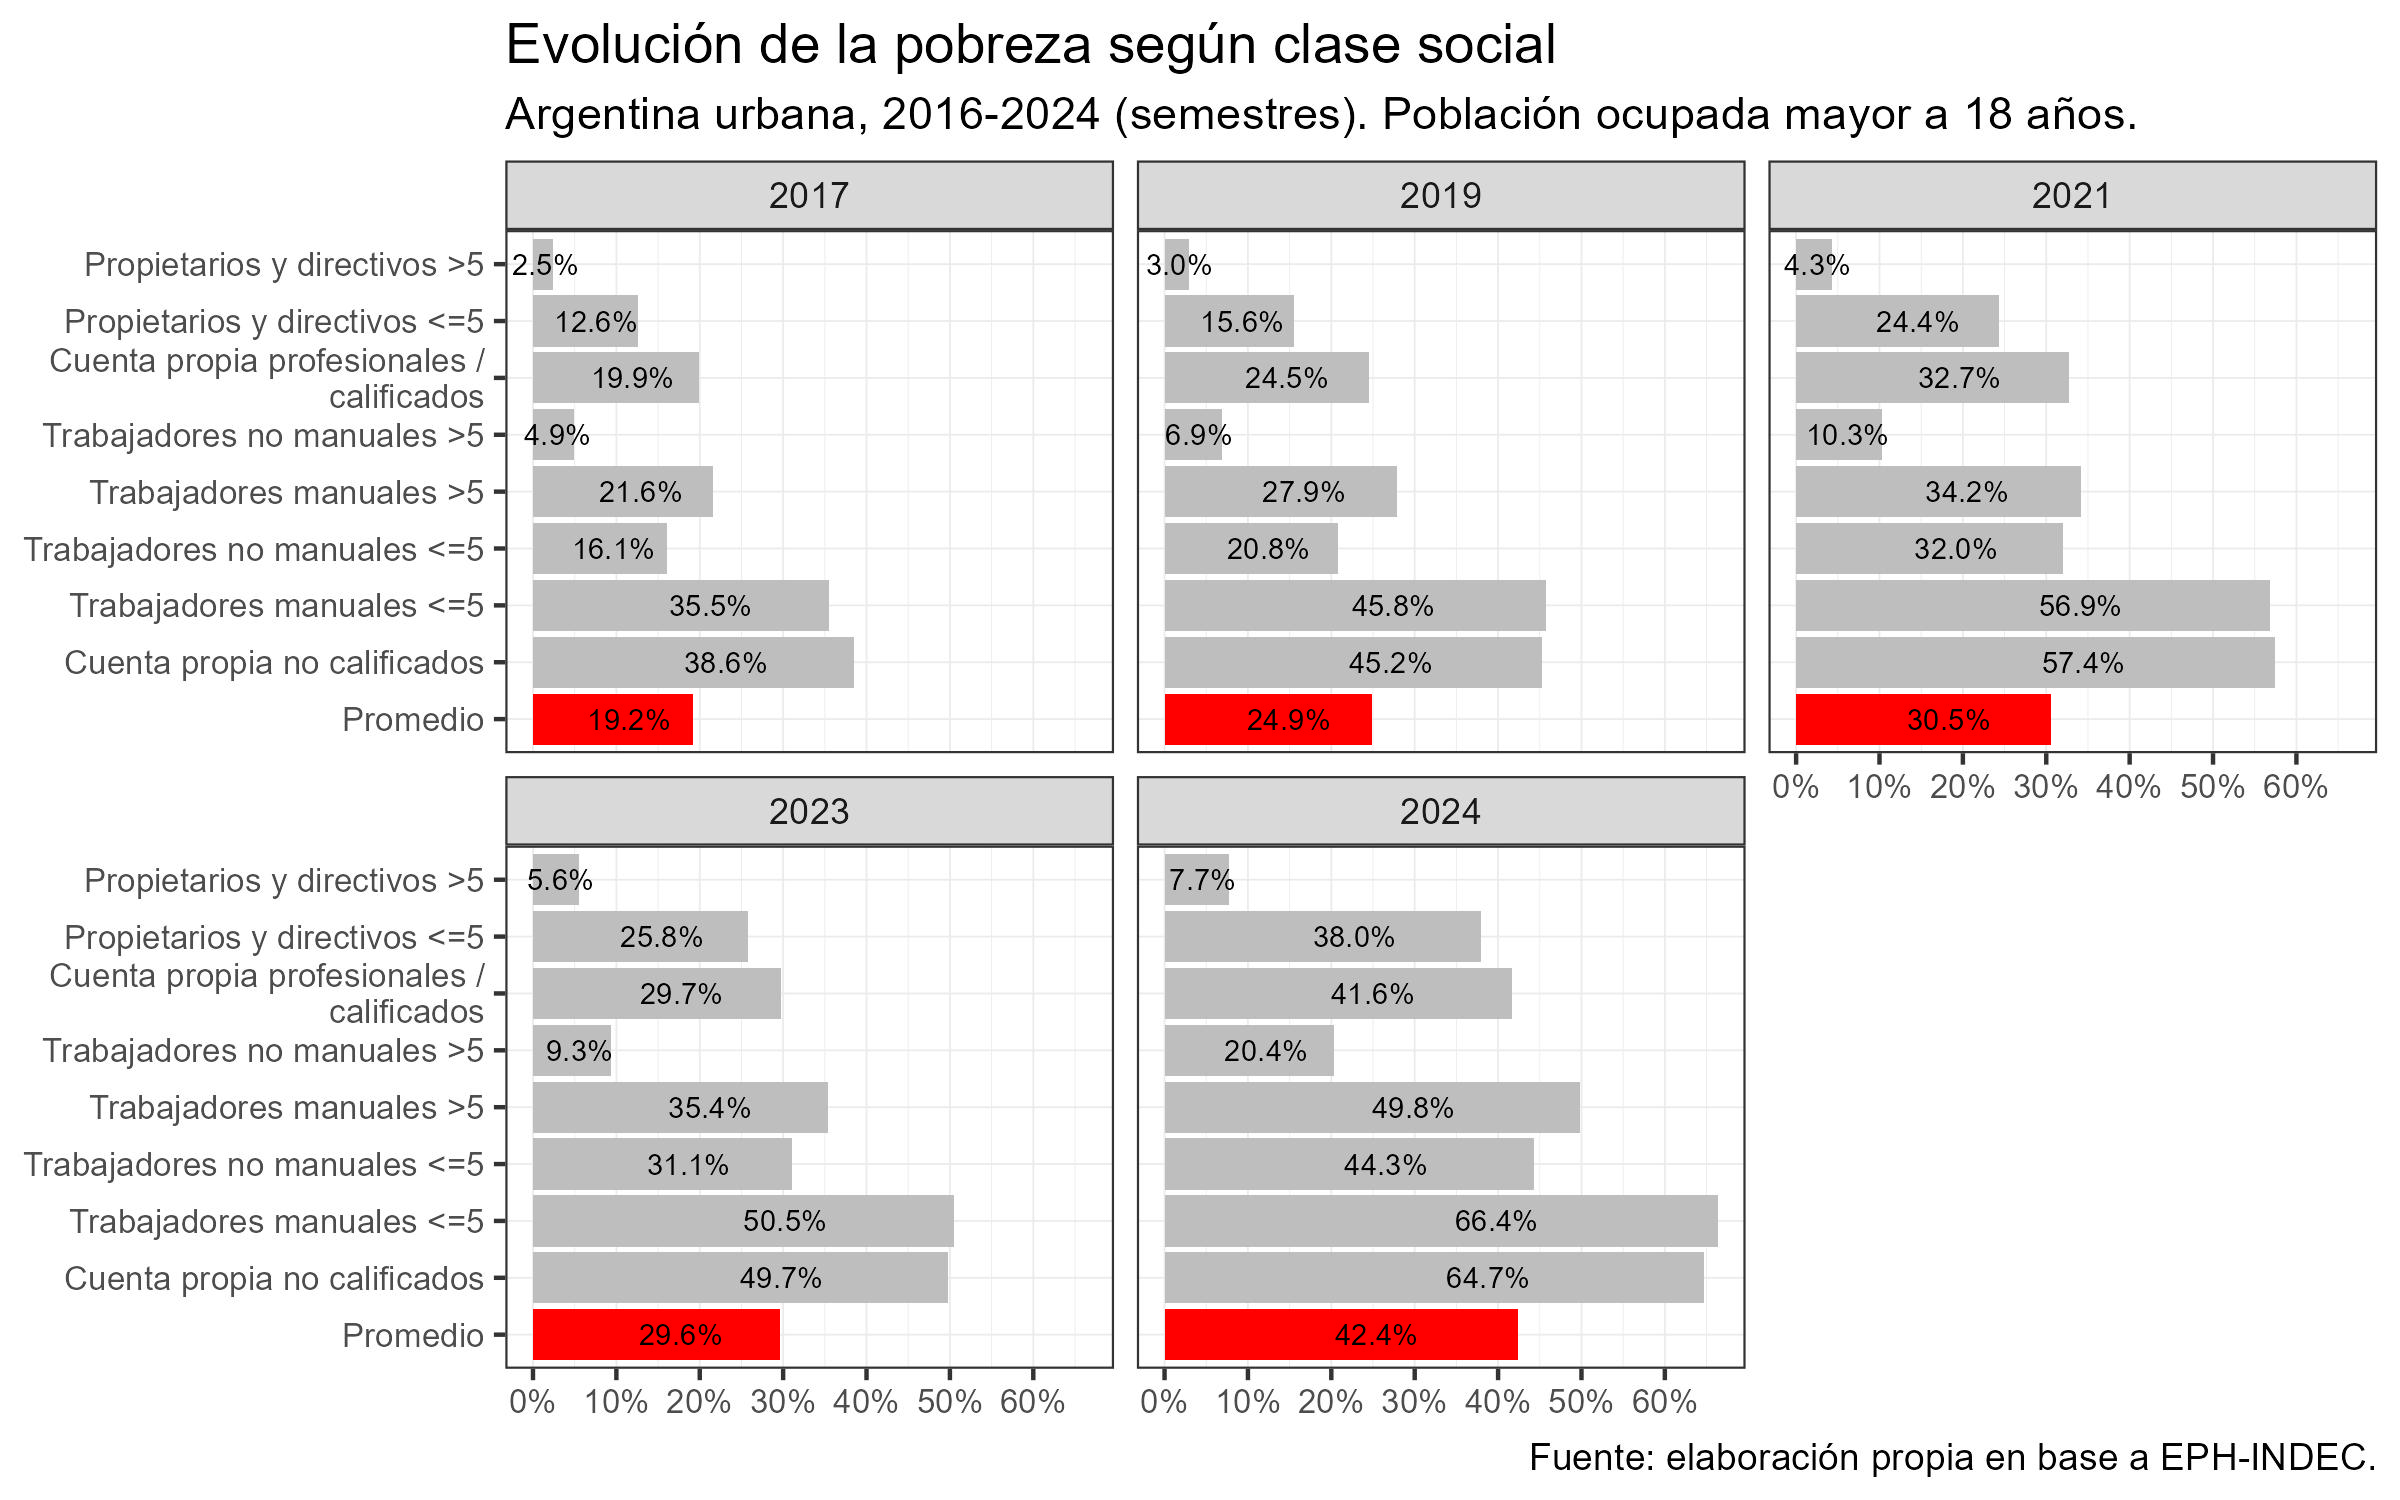 Evolución de la pobreza según clase social
Argentina urbana, 2016-2024 (semestres). Población ocupada mayor a 18 años.
2017
Propietarios y directivos >5
2.5%
Propietarios y directivos <=5
12.6%
Cuenta propia profesionales /
calificados
19.9%
Trabajadores no manuales >5
4.9%
Trabajadores manuales >5
21.6%
Trabajadores no manuales <=5
16.1%
Trabajadores manuales <=5
35.5%
Cuenta propia no calificados
38.6%
Promedio
19.2%
2019
3.0%
15.6%
24.5%
6.9%
27.9%
20.8%
45.8%
45.2%
24.9%
2021
4.3%
24.4%
32.7%
10.3%
34.2%
32.0%
56.9%
57.4%
30.5%
0% 10% 20% 30% 40% 50% 60%
2023
Propietarios y directivos >5
5.6%
Propietarios y directivos <=5
25.8%
Cuenta propia profesionales /
calificados
29.7%
Trabajadores no manuales >5
9.3%
Trabajadores manuales >5
35.4%
Trabajadores no manuales <=5
31.1%
Trabajadores manuales <=5
50.5%
Cuenta propia no calificados
49.7%
Promedio
29.6%
0% 10% 20% 30% 40% 50% 60%
2024
7.7%
38.0%
41.6%
20.4%
49.8%
44.3%
66.4%
64.7%
42.4%
0% 10% 20% 30% 40% 50% 60%
Fuente: elaboración propia en base a EPH-INDEC.